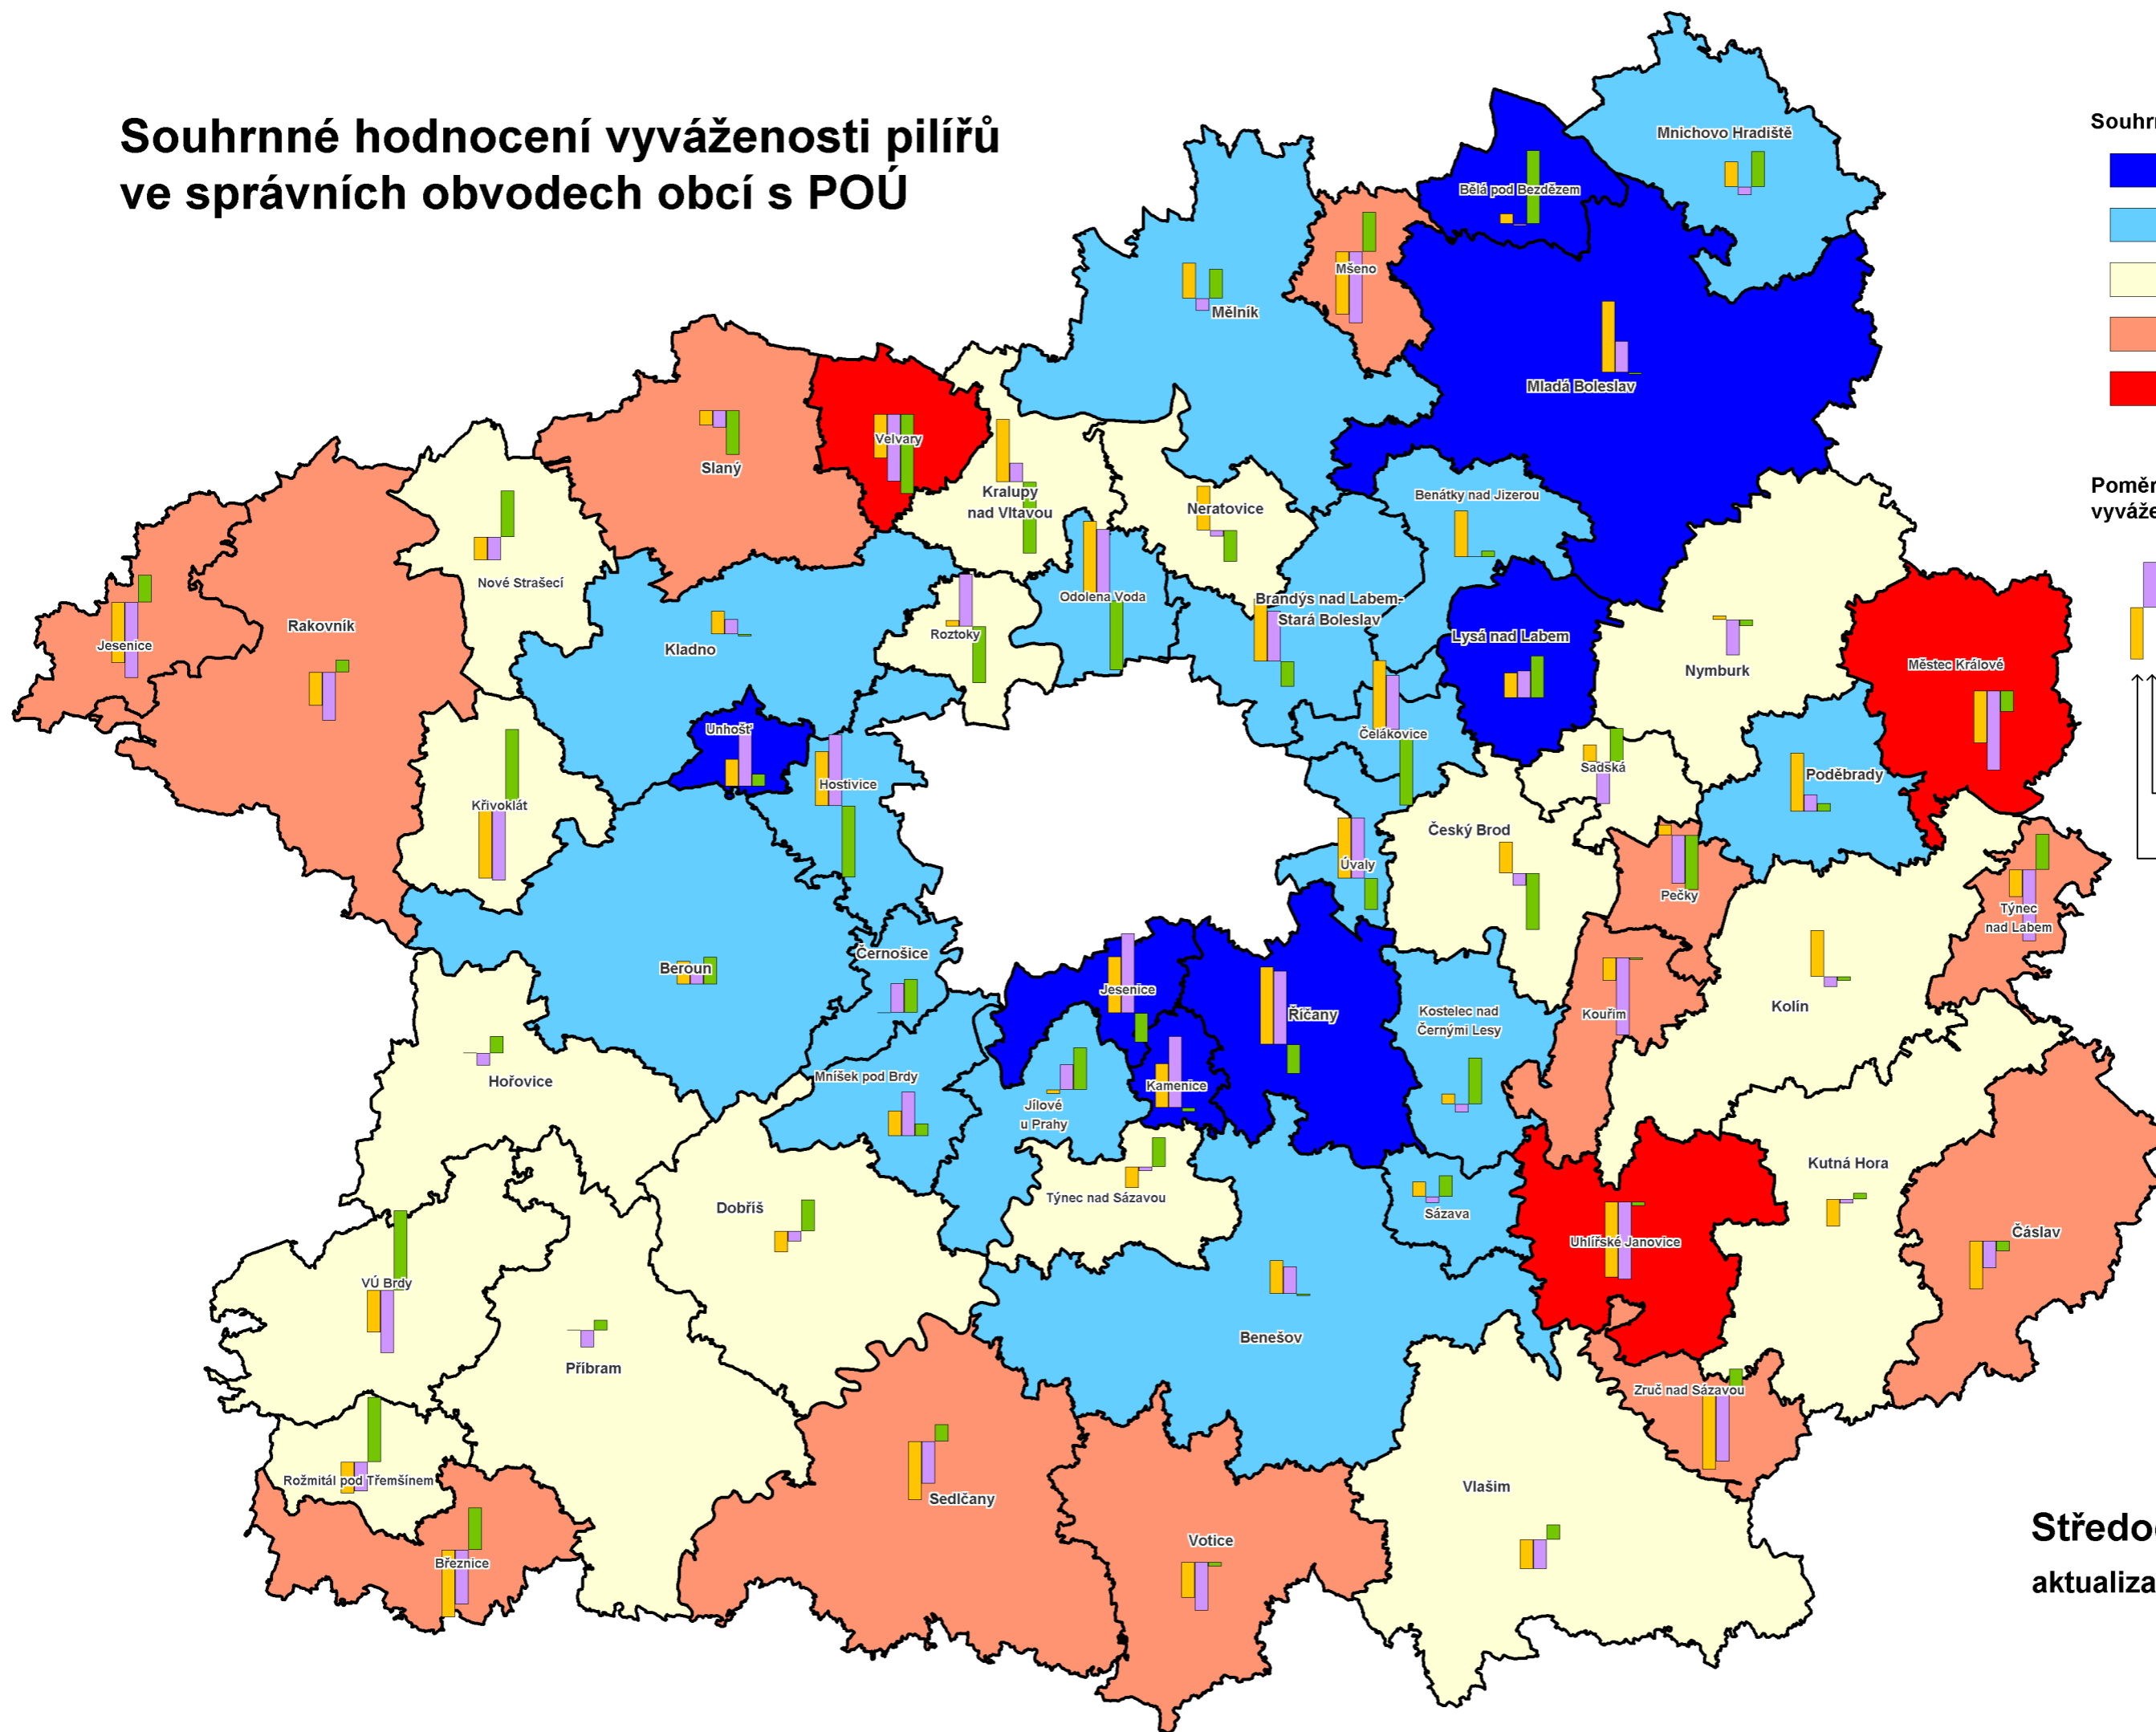 Souhrnné hodnocení vyváženosti pilířů
ve správních obvodech obcí s POÚ
Souhrn
Mnichovo Hradiště
Bělá pod Bezdězem
Mšeno
Mělník
Mladá Boleslav
Velvary
Slaný
Kralupy
nad Vltavou
Neratovice
Benátky nad Jizerou
Poměr
vyváže
Nové Strašecí
Odolena Voda
Brandýs nad Labem-
Stará Boleslav
Rakovník
Jesenice
Kladno
Roztoky
Lysá nad Labem
Nymburk
Městec Králové
Unhošť
Čelákovice
Sadská
Poděbrady
Hostivice
Křivoklát
Český Brod
Úvaly
Pečky
Týnec
nad Labem
Černošice
Beroun
Jesenice
Říčany
Kostelec nad
Černými Lesy
Kouřim
Kolín
Hořovice
Mníšek pod Brdy
Kamenice
Jílové
u Prahy
Kutná Hora
Týnec nad Sázavou
Dobříš
Sázava
Čáslav
Uhlířské Janovice
VÚ Brdy
Benešov
Příbram
Zruč nad Sázavou
Rožmitál pod Třemšínem
Sedlčany
Vlašim
Středo
Votice
Březnice
aktualiza